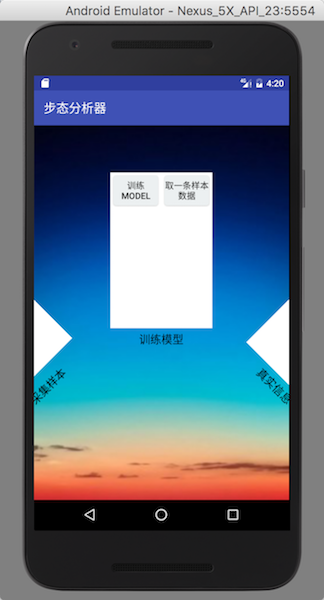 Android Emulator - Nexus_5X_API_23:5554
4G 4:20
步态分析器
训练
MODEL
取一条样本
数据
训练模型
采集样本
真实信息